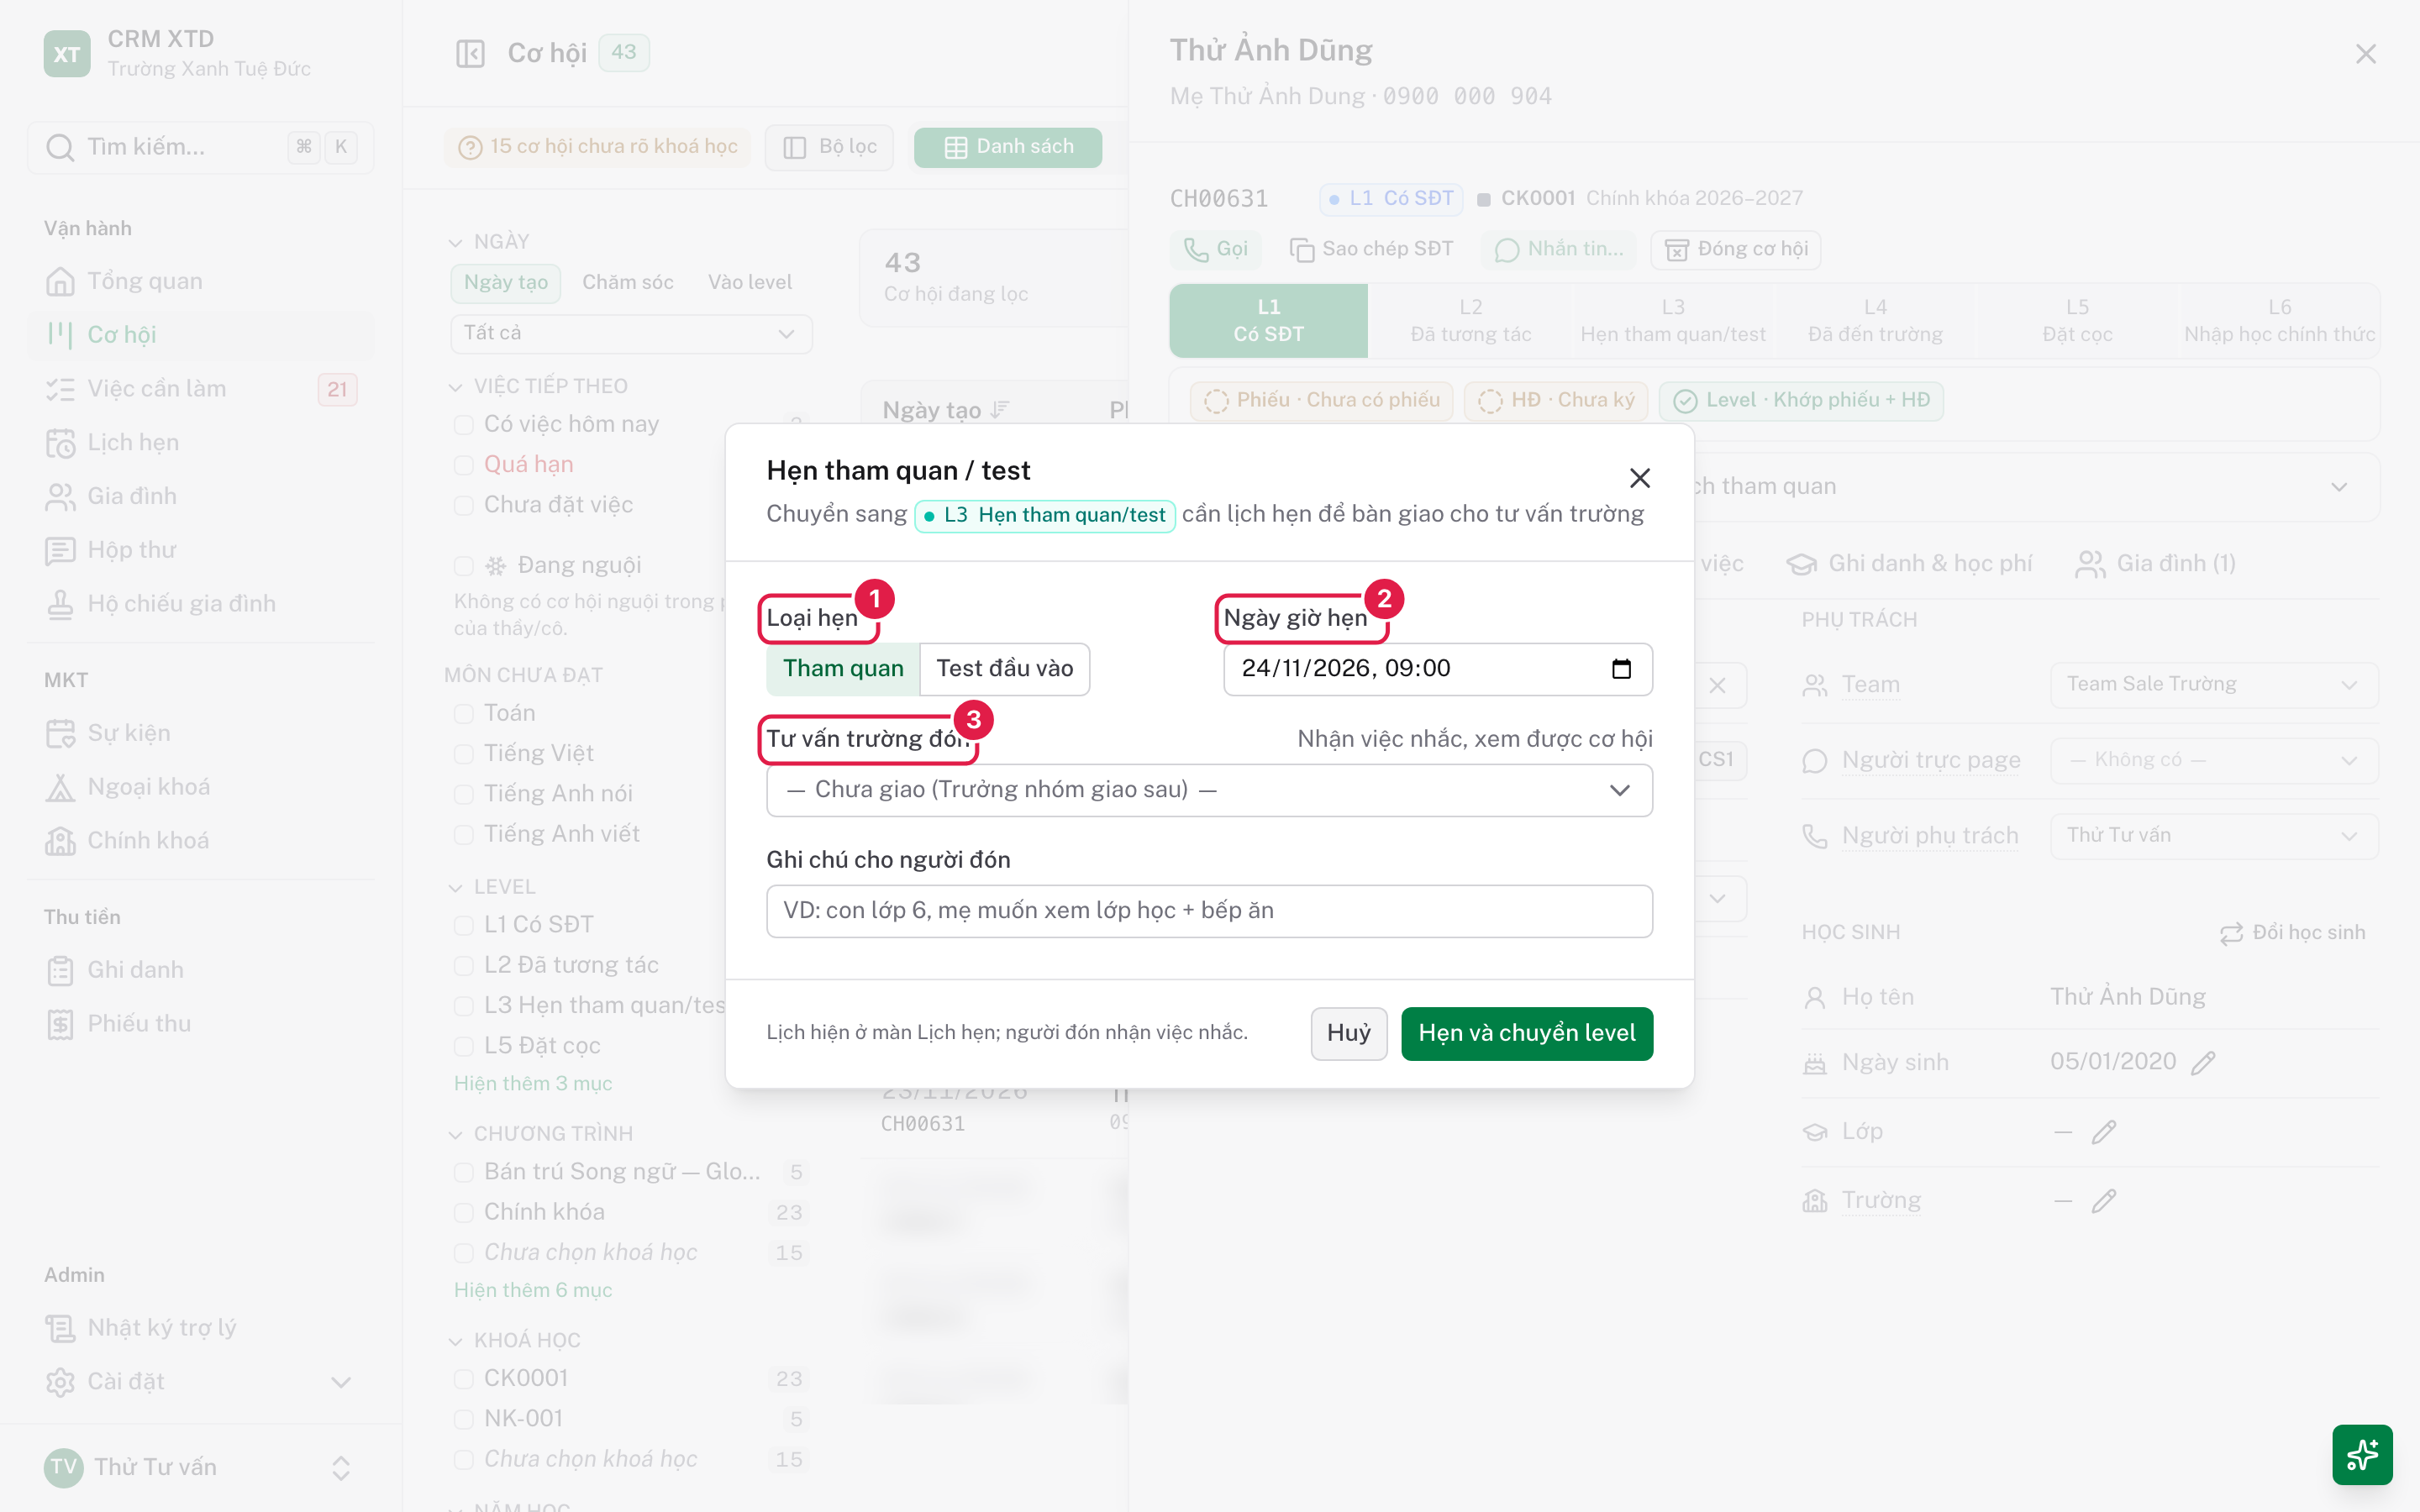 XT
CRM XTD
Trường Xanh Tuệ Đức
Tìm kiếm...
⌘ K
Vận hành
Tổng quan
Cơ hội
Việc cần làm
21
Lịch hẹn
Gia đình
Hộp thư
Hộ chiếu gia đình
MKT
Sự kiện
Ngoại khoá
Chính khoá
Thu tiền
Ghi danh
Phiếu thu
Admin
Nhật ký trợ lý
Cài đặt
TV
Thử Tư vấn
Cơ hội 43
15 cơ hội chưa rõ khoá học
Bộ lọc
Danh sách
NGÀY
Ngày tạo
Chăm sóc
Vào level
Tất cả
VIỆC TIẾP THEO
Có việc hôm nay
Quá hạn
Chưa đặt việc
Đang nguội
Không có cơ hội nguội trong
của thầy/cô.
MÔN CHƯA ĐẠT
Toán
Tiếng Việt
Tiếng Anh nói
Tiếng Anh viết
LEVEL
L1 Có SĐT
L2 Đã tương tác
L3 Hẹn tham quan/tes
L5 Đặt cọc
Hiện thêm 3 mục
CHƯƠNG TRÌNH
Bán trú Song ngữ — Glo... 5
Chính khóa 23
Chưa chọn khoá học 15
Hiện thêm 6 mục
KHOÁ HỌC
CK0001 23
NK-001 5
Chưa chọn khoá học 15
NĂM HỌC
43
Cơ hội đang lọc
Ngày tạo
23/11/2026
CH00631
Thử Ảnh Dũng
Mẹ Thử Ảnh Dung · 0900 000 904
CH00631
L1 Có SĐT
CK0001 Chính khóa 2026–2027
Gọi
Sao chép SĐT
Nhắn tin...
Đóng cơ hội
L1
Có SĐT
L2
Đã tương tác
L3
Hẹn tham quan/test
L4
Đã đến trường
L5
Đặt cọc
L6
Nhập học chính thức
Phiếu · Chưa có phiếu
HĐ · Chưa ký
Level · Khớp phiếu + HĐ
ch tham quan
việc
Ghi danh & học phí
Gia đình (1)
PHỤ TRÁCH
Team
Team Sale Trường
CS1
Người trực page
— Không có —
Người phụ trách
Thử Tư vấn
HỌC SINH
Đổi học sinh
Họ tên
Thử Ảnh Dũng
Ngày sinh
05/01/2020
Lớp
—
Trường
—
Hẹn tham quan / test
Chuyển sang L3 Hẹn tham quan/test cần lịch hẹn để bàn giao cho tư vấn trường
Loại hẹn
1
Ngày giờ hẹn
2
Tham quan
Test đầu vào
24/11/2026, 09:00
Tư vấn trường đón
3
Nhận việc nhắc, xem được cơ hội
— Chưa giao (Trưởng nhóm giao sau) —
Ghi chú cho người đón
VD: con lớp 6, mẹ muốn xem lớp học + bếp ăn
Lịch hiện ở màn Lịch hẹn; người đón nhận việc nhắc.
Huỷ
Hẹn và chuyển level